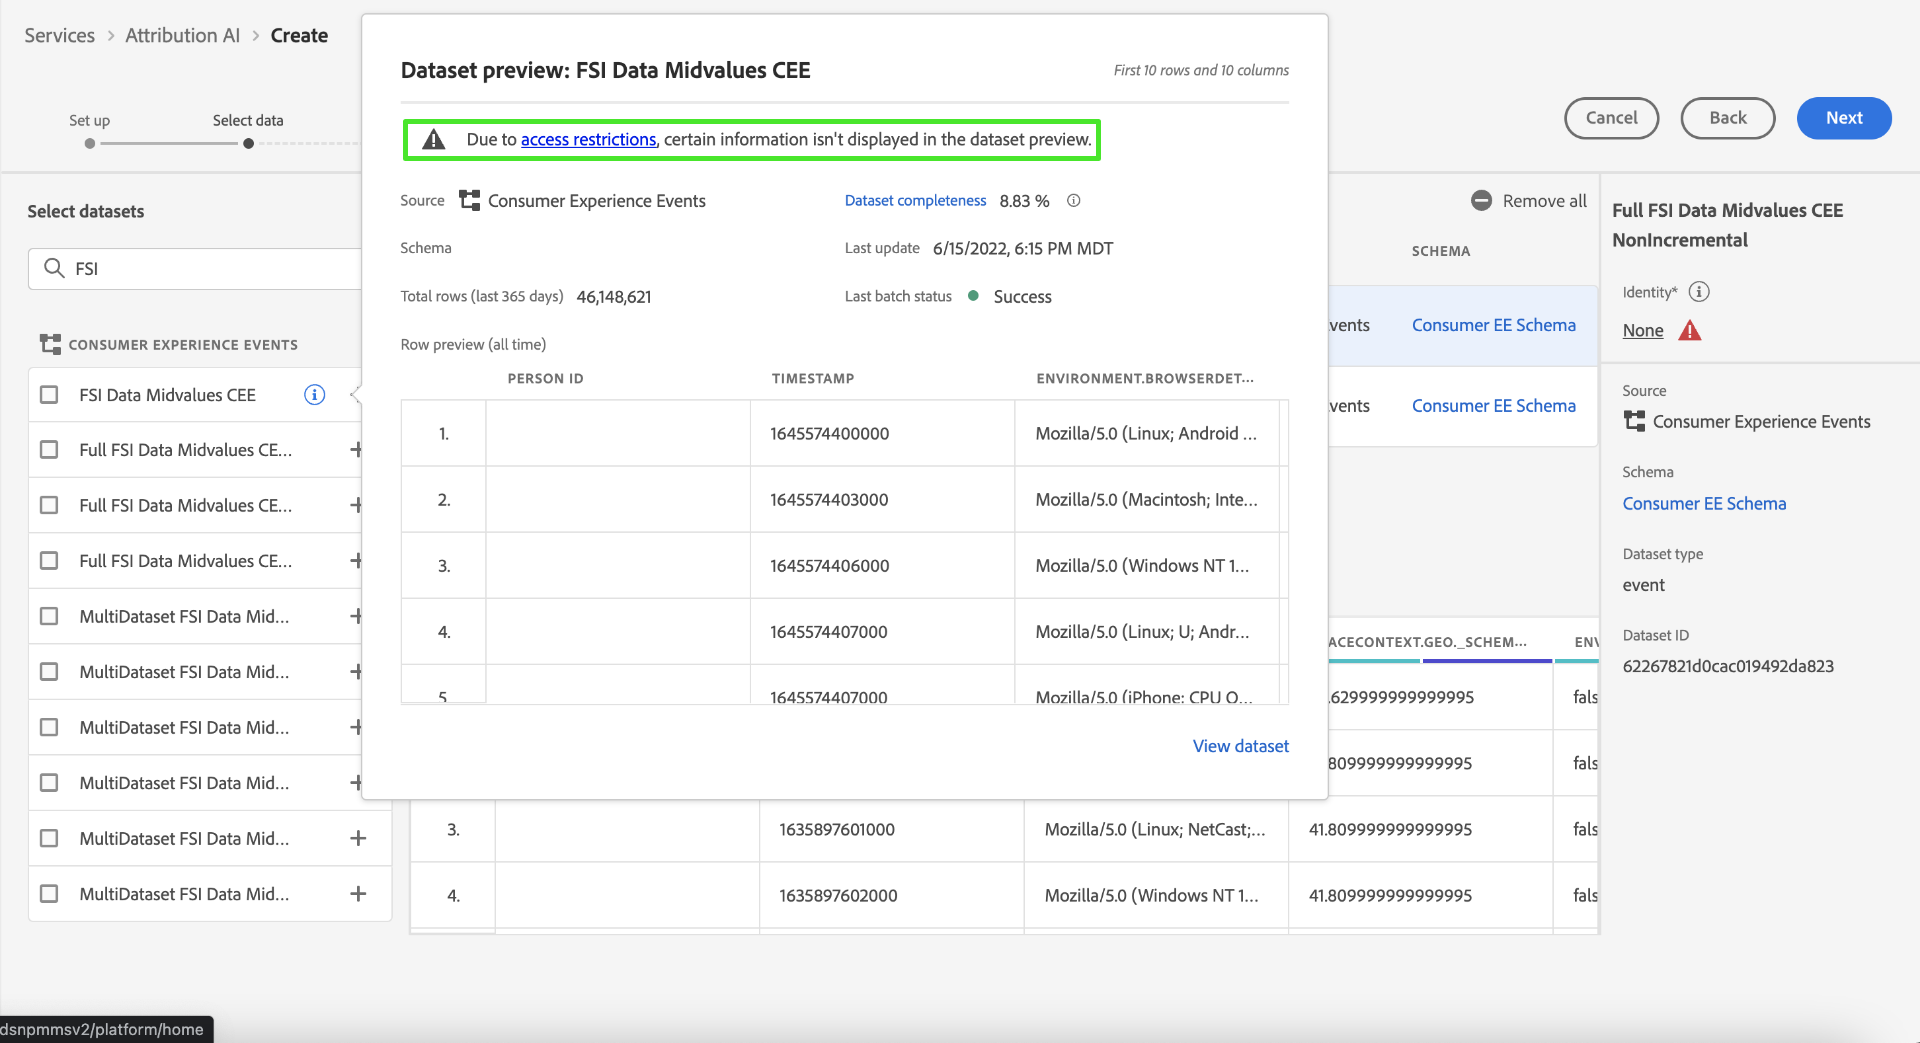 Services > Attribution AI > Create
Set up
Select data
Cancel
Back
Next
Select datasets
FSI
CONSUMER EXPERIENCE EVENTS
FSI Data Midvalues CEE
Full FSI Data Midvalues CE...
Full FSI Data Midvalues CE...
Full FSI Data Midvalues CE...
MultiDataset FSI Data Mid...
MultiDataset FSI Data Mid...
MultiDataset FSI Data Mid...
MultiDataset FSI Data Mid...
MultiDataset FSI Data Mid...
MultiDataset FSI Data Mid...
Dataset preview: FSI Data Midvalues CEE
First 10 rows and 10 columns
Due to access restrictions, certain information isn't displayed in the dataset preview.
Source Consumer Experience Events
Dataset completeness 8.83 %
Schema
Last update 6/15/2022, 6:15 PM MDT
Total rows (last 365 days) 46,148,621
Last batch status Success
Row preview (all time)
PERSON ID TIMESTAMP ENVIRONMENT.BROWSERDET...
1. 1645574400000 Mozilla/5.0 (Linux; Android ...
2. 1645574403000 Mozilla/5.0 (Macintosh; Inte...
3. 1645574406000 Mozilla/5.0 (Windows NT 1...
4. 1645574407000 Mozilla/5.0 (Linux; U; Andr...
5 1645574407000 Mozilla/5.0 (iPhone; CPU O...
View dataset
Remove all
SCHEMA
vents Consumer EE Schema
vents Consumer EE Schema
ACECONTEXT.GEO._SCHEM... ENV
.629999999999995 fals
809999999999995 fals
3. 1635897601000 Mozilla/5.0 (Linux; NetCast;... 41.809999999999995 fals
4. 1635897602000 Mozilla/5.0 (Windows NT 1... 41.809999999999995 fals
Full FSI Data Midvalues CEE
NonIncremental
Identity*
None
Source
Consumer Experience Events
Schema
Consumer EE Schema
Dataset type
event
Dataset ID
62267821d0cac019492da823
dsnpmmsv2/platform/home